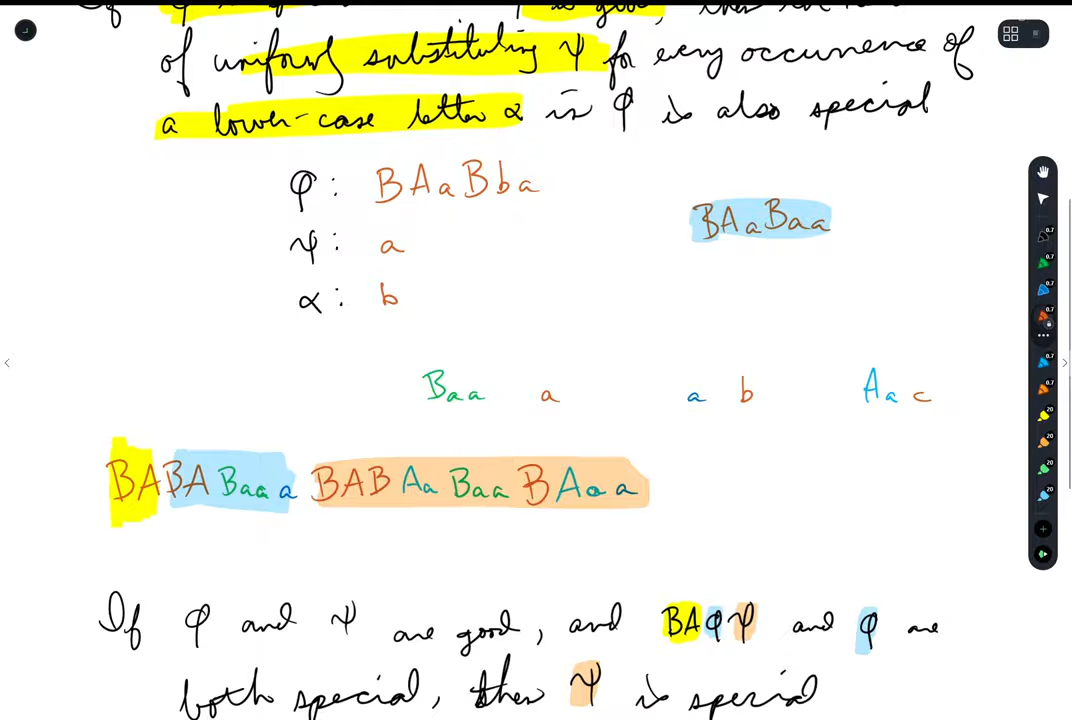 of uniformly substituting ψ for every occurrence of
a lower-case letter α in φ is also special
φ: BAaBba
BAaBaa
ψ: a
α: b
Baa a a b Aa c
BABABaaa BABAaBaaBAaa
If φ and ψ are good, and BAφψ and φ are
both special, then ψ is special